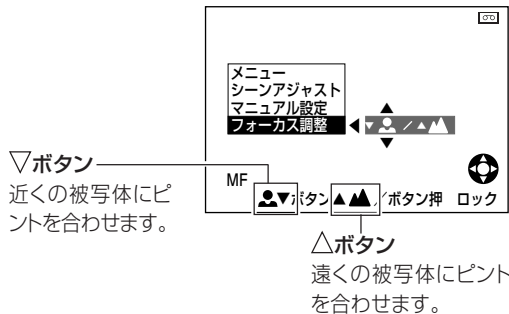 メニュー
シーンアジャスト
マニュアル設定
フォーカス調整
▽ボタン
近くの被写体にピ
ントを合わせます。
MF
▼ボタン ▲ /ボタン押 ロック
△ボタン
遠くの被写体にピント
を合わせます。